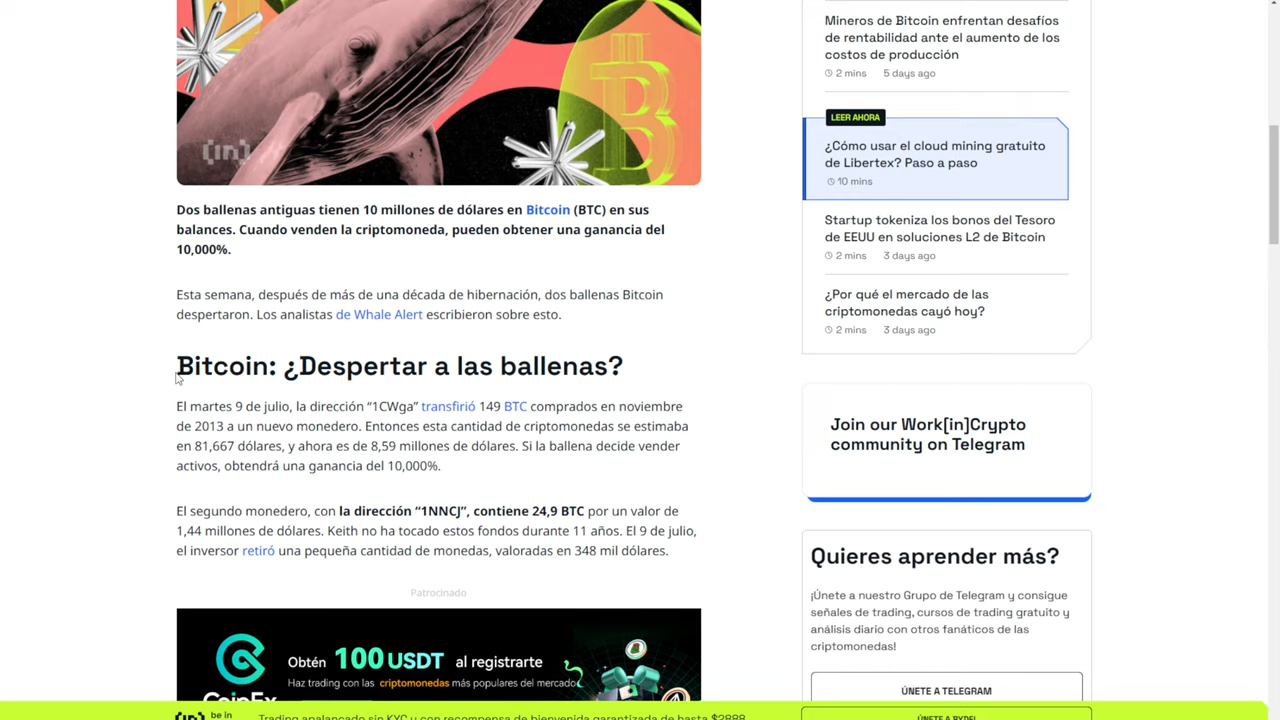 {in}
Dos ballenas antiguas tienen 10 millones de dólares en Bitcoin (BTC) en sus
balances. Cuando venden la criptomoneda, pueden obtener una ganancia del
10,000%.
Esta semana, después de más de una década de hibernación, dos ballenas Bitcoin
despertaron. Los analistas de Whale Alert escribieron sobre esto.
Bitcoin: ¿Despertar a las ballenas?
El martes 9 de julio, la dirección “1CWga” transfirió 149 BTC comprados en noviembre
de 2013 a un nuevo monedero. Entonces esta cantidad de criptomonedas se estimaba
en 81,667 dólares, y ahora es de 8,59 millones de dólares. Si la ballena decide vender
activos, obtendrá una ganancia del 10,000%.
El segundo monedero, con la dirección “1NNCJ”, contiene 24,9 BTC por un valor de
1,44 millones de dólares. Keith no ha tocado estos fondos durante 11 años. El 9 de julio,
el inversor retiró una pequeña cantidad de monedas, valoradas en 348 mil dólares.
Patrocinado
CoinEx
Obtén 100 USDT al registrarte
Haz trading con las criptomonedas más populares del mercado
Mineros de Bitcoin enfrentan desafíos
de rentabilidad ante el aumento de los
costos de producción
2 mins 5 days ago
LEER AHORA
¿Cómo usar el cloud mining gratuito
de Libertex? Paso a paso
10 mins
Startup tokeniza los bonos del Tesoro
de EEUU en soluciones L2 de Bitcoin
2 mins 3 days ago
¿Por qué el mercado de las
criptomonedas cayó hoy?
2 mins 3 days ago
Join our Work[in]Crypto
community on Telegram
Quieres aprender más?
¡Únete a nuestro Grupo de Telegram y consigue
señales de trading, cursos de trading gratuito y
análisis diario con otros fanáticos de las
criptomonedas!
ÚNETE A TELEGRAM
{in} be in
Trading apalancado sin KYC y con recompensa de bienvenida garantizada de hasta $2888
ÚNETE A BYDFI